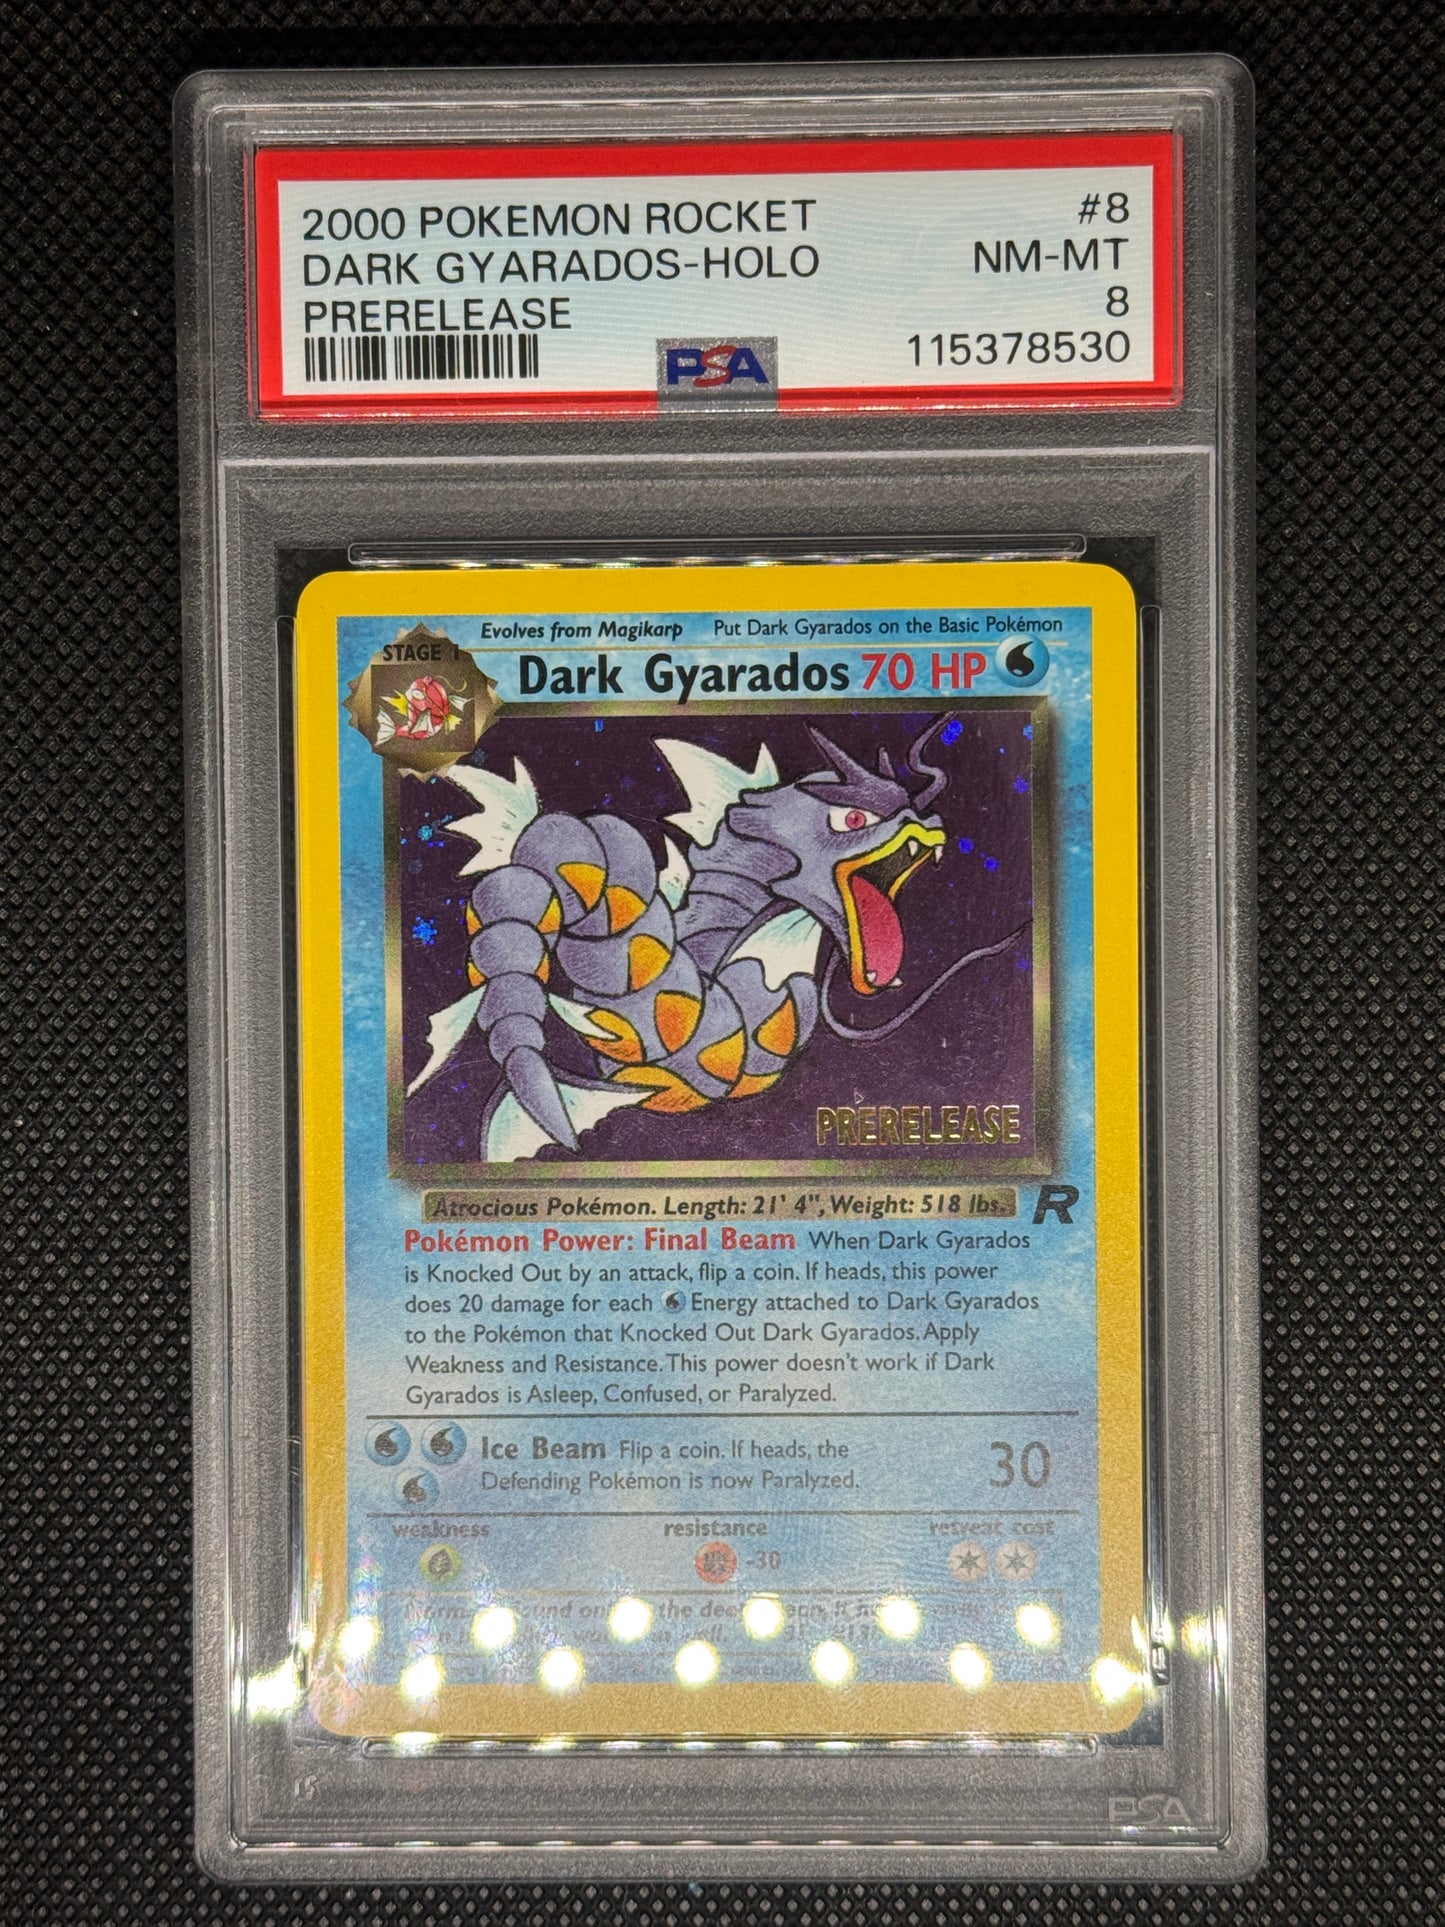 2000 POKEMON ROCKET #8
DARK GYARADOS-HOLO NM-MT
PRERELEASE 8
PSA 115378530
Evolves from Magikarp Put Dark Gyarados on the Basic Pokémon
STAGE 1
Dark Gyarados 70 HP
PRERELEASE
Atrocious Pokémon. Length: 21' 4", Weight: 518 lbs.
R
Pokémon Power: Final Beam When Dark Gyarados
is Knocked Out by an attack, flip a coin. If heads, this power
does 20 damage for each Energy attached to Dark Gyarados
to the Pokémon that Knocked Out Dark Gyarados. Apply
Weakness and Resistance. This power doesn't work if Dark
Gyarados is Asleep, Confused, or Paralyzed.
Ice Beam Flip a coin. If heads, the
Defending Pokémon is now Paralyzed.
30
weakness resistance retreat cost
-30
the
PSA